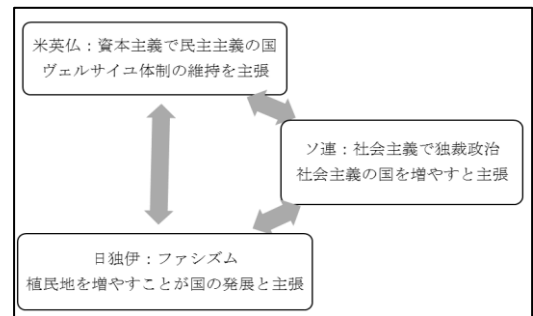 米英仏：資本主義で民主主義の国
ヴェルサイユ体制の維持を主張
ソ連：社会主義で独裁政治
社会主義の国を増やすと主張
日独伊：ファシズム
植民地を増やすことが国の発展と主張